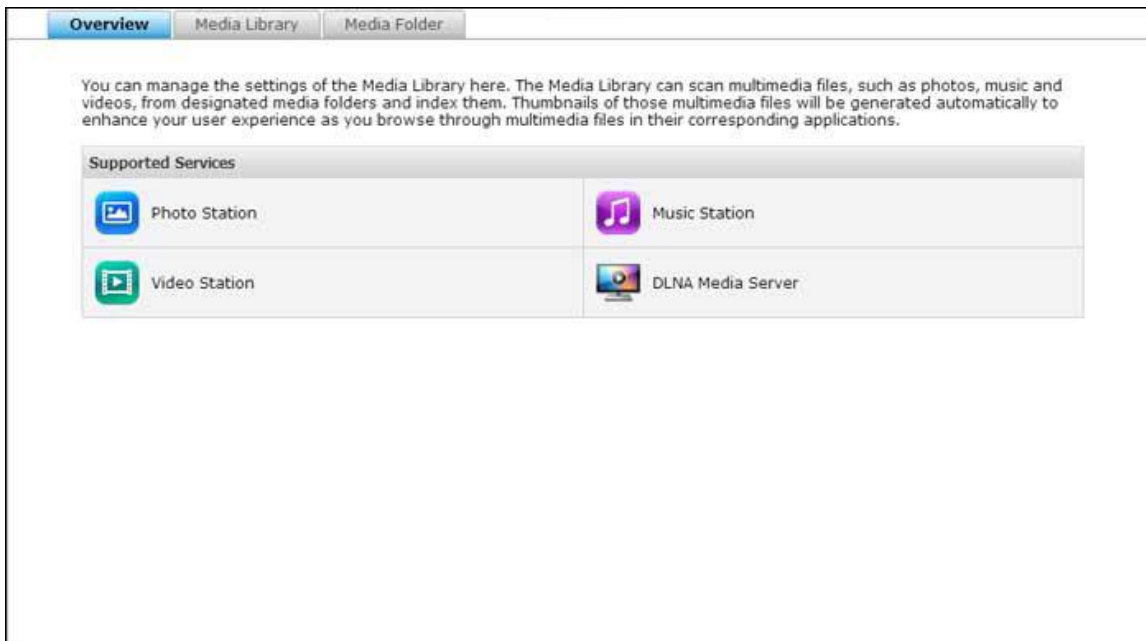 Overview
Media Library
Media Folder
You can manage the settings of the Media Library here. The Media Library can scan multimedia files, such as photos, music and
videos, from designated media folders and index them. Thumbnails of those multimedia files will be generated automatically to
enhance your user experience as you browse through multimedia files in their corresponding applications.
Supported Services
Photo Station
Music Station
Video Station
DLNA Media Server